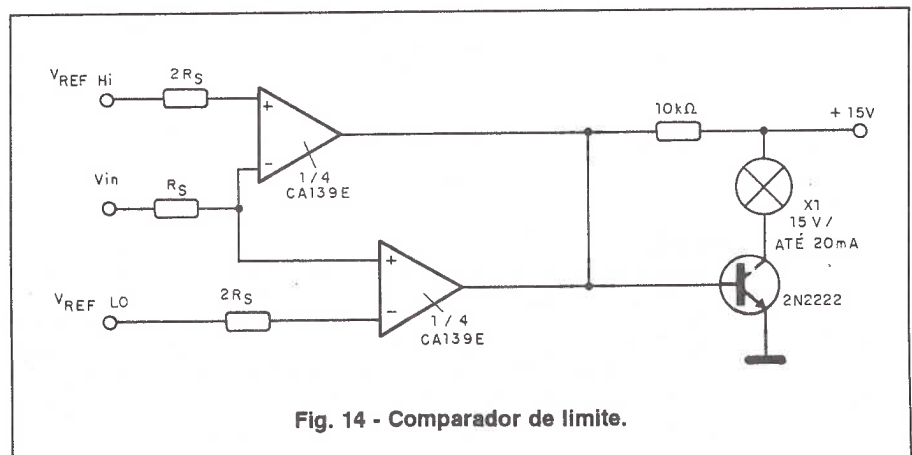 V_REF Hi
2R_S
+
−
1/4
CA139E
10kΩ
+ 15V
Vin
R_S
X1
15 V /
ATÉ 20mA
V_REF LO
2R_S
+
−
1/4
CA139E
2N2222
Fig. 14 - Comparador de limite.